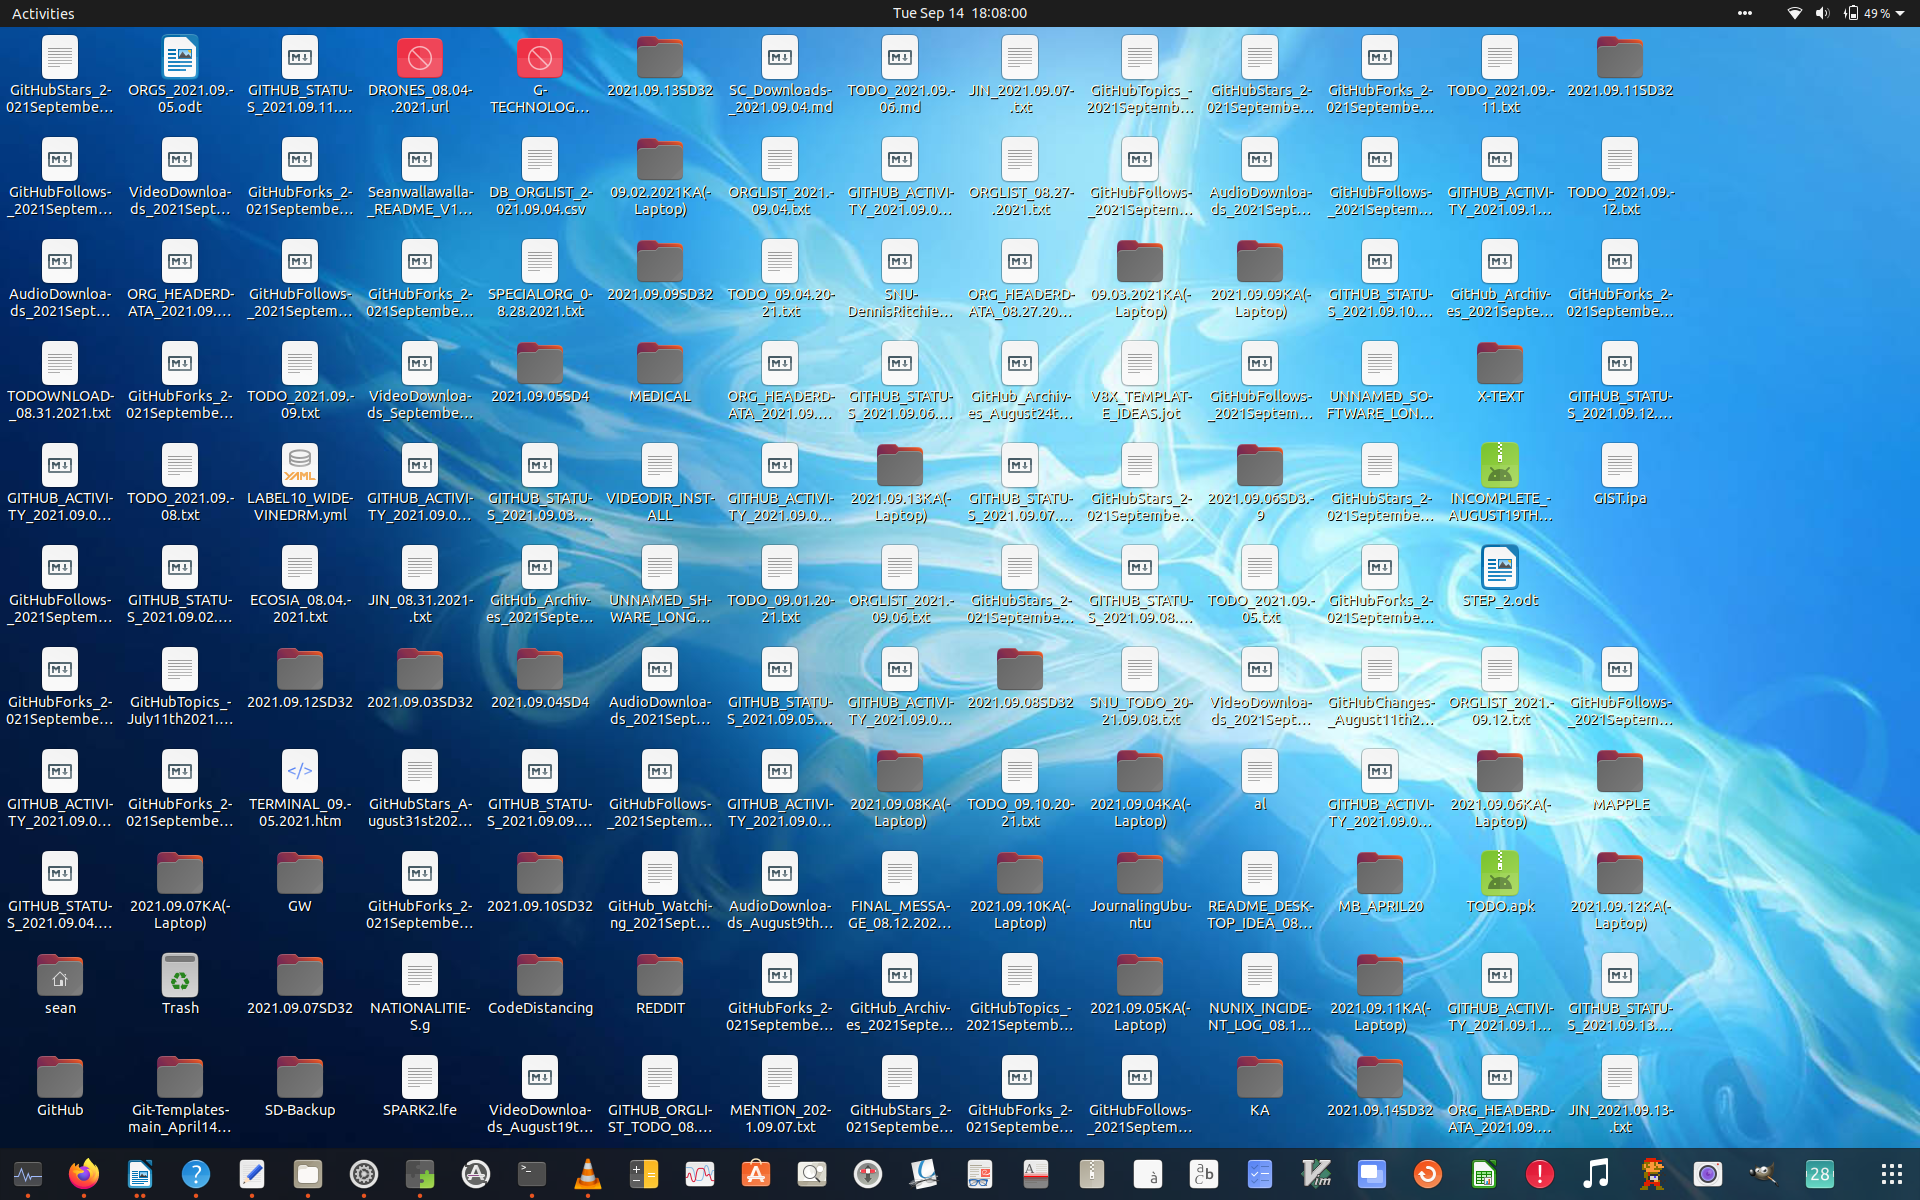 Activities
Tue Sep 14 18:08:00
49 %
GitHubStars_2-
021Septembe...
ORGS_2021.09.-
05.odt
GITHUB_STATU-
S_2021.09.11....
DRONES_08.04-
.2021.url
G-
TECHNOLOG...
2021.09.13SD32
SC_Downloads-
_2021.09.04.md
TODO_2021.09.-
06.md
JIN_2021.09.07-
.txt
GitHubTopics_-
2021Septemb...
GitHubStars_2-
021Septembe...
GitHubForks_2-
021Septembe...
TODO_2021.09.-
11.txt
2021.09.11SD32
GitHubFollows-
_2021Septem...
VideoDownloa-
ds_2021Sept...
GitHubForks_2-
021Septembe...
Seanwallawalla-
_README_V1...
DB_ORGLIST_2-
021.09.04.csv
09.02.2021KA(-
Laptop)
ORGLIST_2021.-
09.04.txt
GITHUB_ACTIVI-
TY_2021.09.0...
ORGLIST_08.27-
.2021.txt
GitHubFollows-
_2021Septem...
AudioDownloa-
ds_2021Sept...
GitHubFollows-
_2021Septem...
GITHUB_ACTIVI-
TY_2021.09.1...
TODO_2021.09.-
12.txt
AudioDownloa-
ds_2021Sept...
ORG_HEADERD-
ATA_2021.09....
GitHubFollows-
_2021Septem...
GitHubForks_2-
021Septembe...
SPECIALORG_0-
8.28.2021.txt
2021.09.09SD32
TODO_09.04.20-
21.txt
SNU-
DennisRitchie...
ORG_HEADERD-
ATA_08.27.20...
09.03.2021KA(-
Laptop)
2021.09.09KA(-
Laptop)
GITHUB_STATU-
S_2021.09.10....
GitHub_Archiv-
es_2021Septe...
GitHubForks_2-
021Septembe...
TODOWNLOAD-
_08.31.2021.txt
GitHubForks_2-
021Septembe...
TODO_2021.09.-
09.txt
VideoDownloa-
ds_Septembe...
2021.09.05SD4
MEDICAL
ORG_HEADERD-
ATA_2021.09....
GITHUB_STATU-
S_2021.09.06....
GitHub_Archiv-
es_August24t...
V8X_TEMPLAT-
E_IDEAS.jot
GitHubFollows-
_2021Septem...
UNNAMED_SO-
FTWARE_LON...
X-TEXT
GITHUB_STATU-
S_2021.09.12....
GITHUB_ACTIVI-
TY_2021.09.0...
TODO_2021.09.-
08.txt
YAML
LABEL10_WIDE-
VINEDRM.yml
GITHUB_ACTIVI-
TY_2021.09.0...
GITHUB_STATU-
S_2021.09.03....
VIDEODIR_INST-
ALL
GITHUB_ACTIVI-
TY_2021.09.0...
2021.09.13KA(-
Laptop)
GITHUB_STATU-
S_2021.09.07....
GitHubStars_2-
021Septembe...
2021.09.06SD3.-
9
GitHubStars_2-
021Septembe...
INCOMPLETE_-
AUGUST19TH...
GIST.ipa
GitHubFollows-
_2021Septem...
GITHUB_STATU-
S_2021.09.02....
ECOSIA_08.04.-
2021.txt
JIN_08.31.2021-
.txt
GitHub_Archiv-
es_2021Septe...
UNNAMED_SH-
WARE_LONG...
TODO_09.01.20-
21.txt
ORGLIST_2021.-
09.06.txt
GitHubStars_2-
021Septembe...
GITHUB_STATU-
S_2021.09.08....
TODO_2021.09.-
05.txt
GitHubForks_2-
021Septembe...
STEP_2.odt
GitHubForks_2-
021Septembe...
GitHubTopics_-
July11th2021....
2021.09.12SD32
2021.09.03SD32
2021.09.04SD4
AudioDownloa-
ds_2021Sept...
GITHUB_STATU-
S_2021.09.05....
GITHUB_ACTIVI-
TY_2021.09.0...
2021.09.08SD32
SNU_TODO_20-
21.09.08.txt
VideoDownloa-
ds_2021Sept...
GitHubChanges-
_August11th2...
ORGLIST_2021.-
09.12.txt
GitHubFollows-
_2021Septem...
GITHUB_ACTIVI-
TY_2021.09.0...
GitHubForks_2-
021Septembe...
TERMINAL_09.-
05.2021.htm
GitHubStars_A-
ugust31st202...
GITHUB_STATU-
S_2021.09.09....
GitHubFollows-
_2021Septem...
GITHUB_ACTIVI-
TY_2021.09.0...
2021.09.08KA(-
Laptop)
TODO_09.10.20-
21.txt
2021.09.04KA(-
Laptop)
al
GITHUB_ACTIVI-
TY_2021.09.0...
2021.09.06KA(-
Laptop)
MAPPLE
GITHUB_STATU-
S_2021.09.04....
2021.09.07KA(-
Laptop)
GW
GitHubForks_2-
021Septembe...
2021.09.10SD32
GitHub_Watchi-
ng_2021Sept...
AudioDownloa-
ds_August9th...
FINAL_MESSA-
GE_08.12.202...
2021.09.10KA(-
Laptop)
JournalingUbu-
ntu
README_DESK-
TOP_IDEA_08...
MB_APRIL20
TODO.apk
2021.09.12KA(-
Laptop)
sean
Trash
2021.09.07SD32
NATIONALITIE-
S.g
CodeDistancing
REDDIT
GitHubForks_2-
021Septembe...
GitHub_Archiv-
es_2021Septe...
GitHubTopics_-
2021Septemb...
2021.09.05KA(-
Laptop)
NUNIX_INCIDE-
NT_LOG_08.1...
2021.09.11KA(-
Laptop)
GITHUB_ACTIVI-
TY_2021.09.1...
GITHUB_STATU-
S_2021.09.13....
GitHub
Git-Templates-
main_April14...
SD-Backup
SPARK2.lfe
VideoDownloa-
ds_August19t...
GITHUB_ORGLI-
ST_TODO_08....
MENTION_202-
1.09.07.txt
GitHubStars_2-
021Septembe...
GitHubForks_2-
021Septembe...
GitHubFollows-
_2021Septem...
KA
2021.09.14SD32
ORG_HEADERD-
ATA_2021.09....
JIN_2021.09.13-
.txt
28